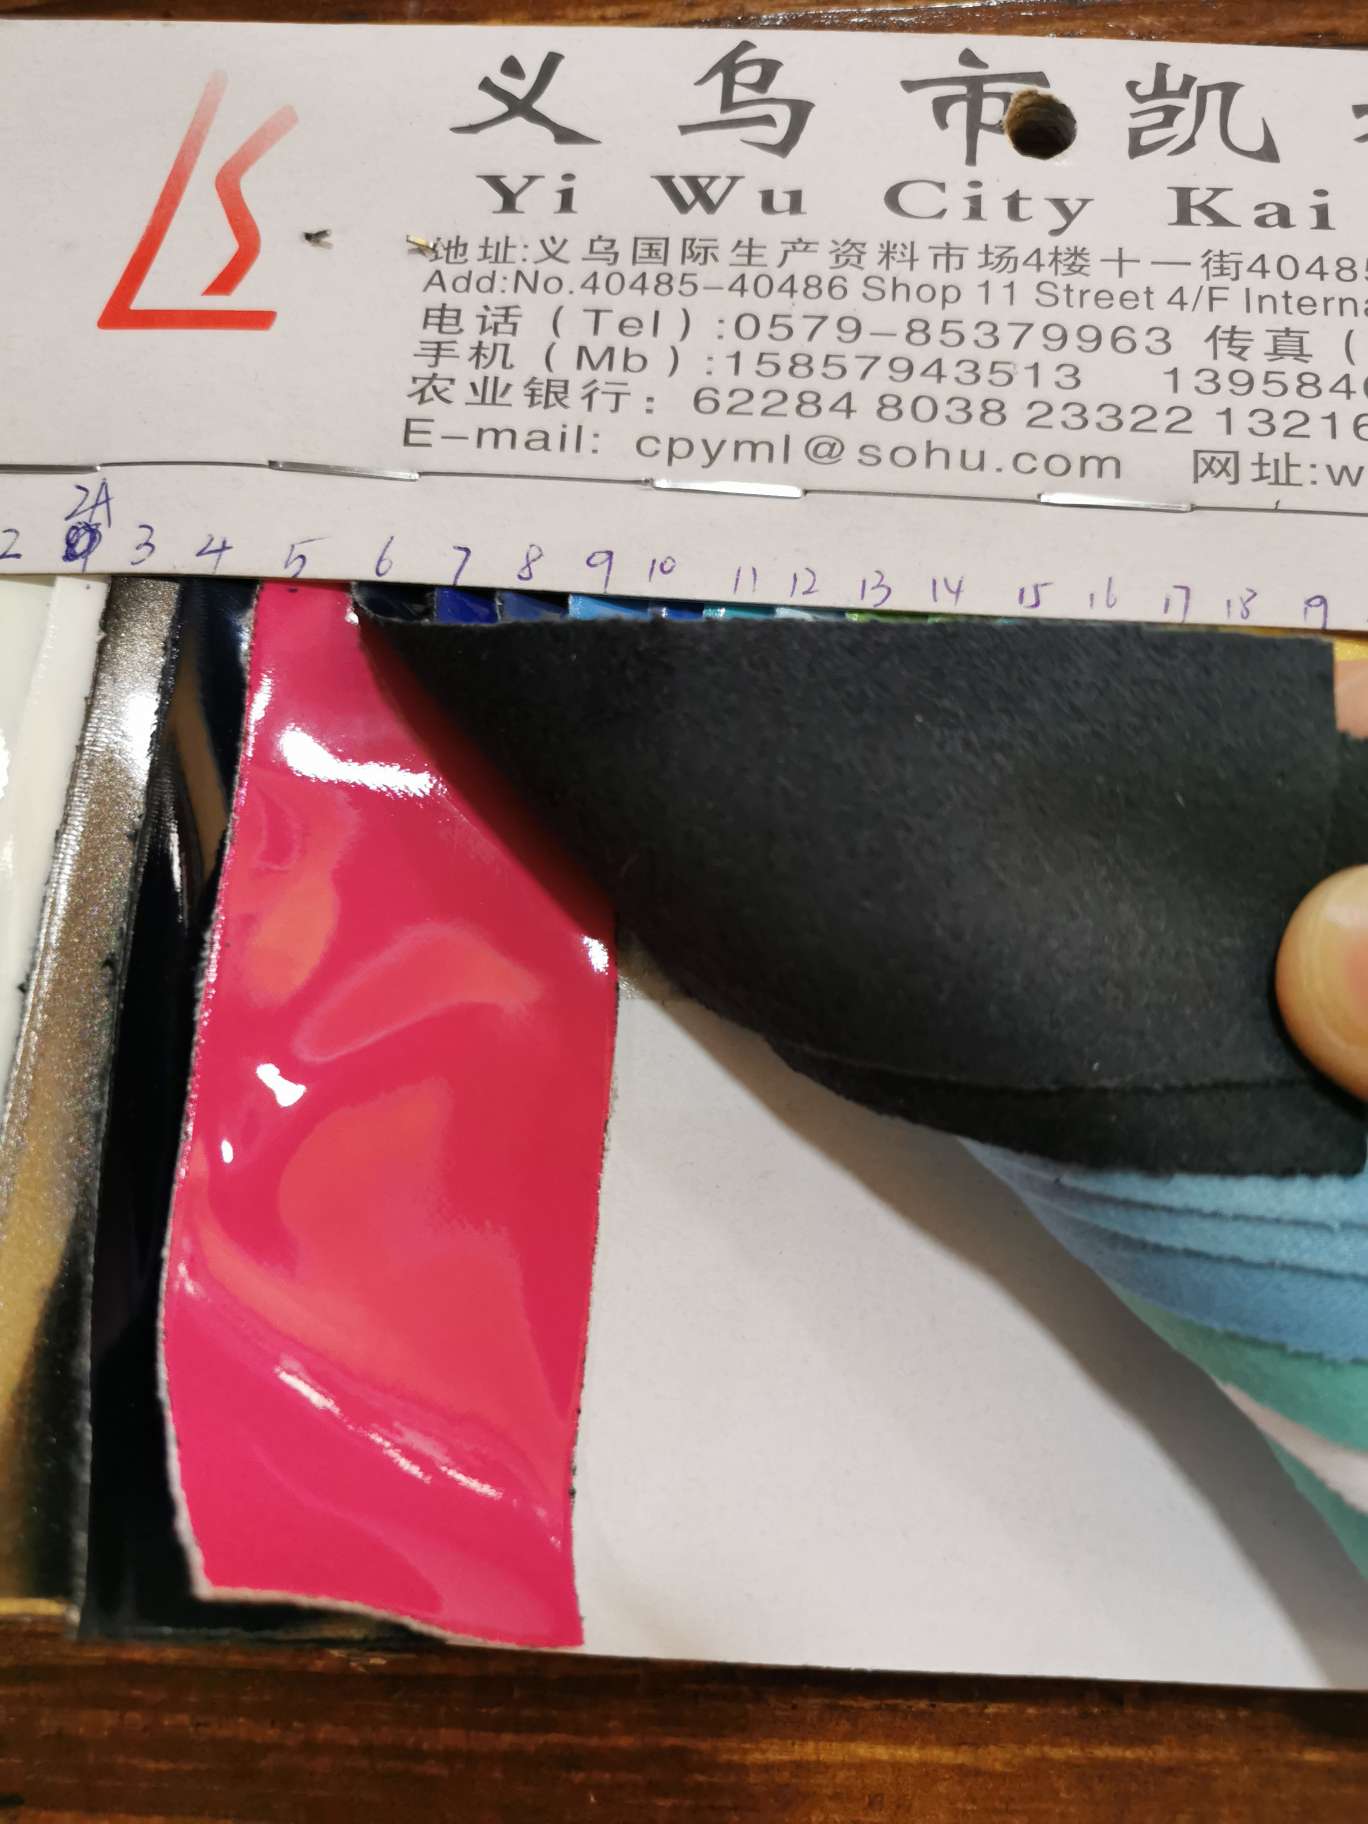 LS
义乌市凯
Yi Wu City Kai
地址:义乌国际生产资料市场4楼十一街40485
Add:No.40485-40486 Shop 11 Street 4/F Interna
电话(Tel):0579-85379963 传真(
手机(Mb):15857943513 1395846
农业银行: 62284 8038 23322 13216
E-mail: cpyml@sohu.com 网址:w
2A
2 3 4 5 6 7 8 9 10 11 12 13 14 15 16 17 18 19